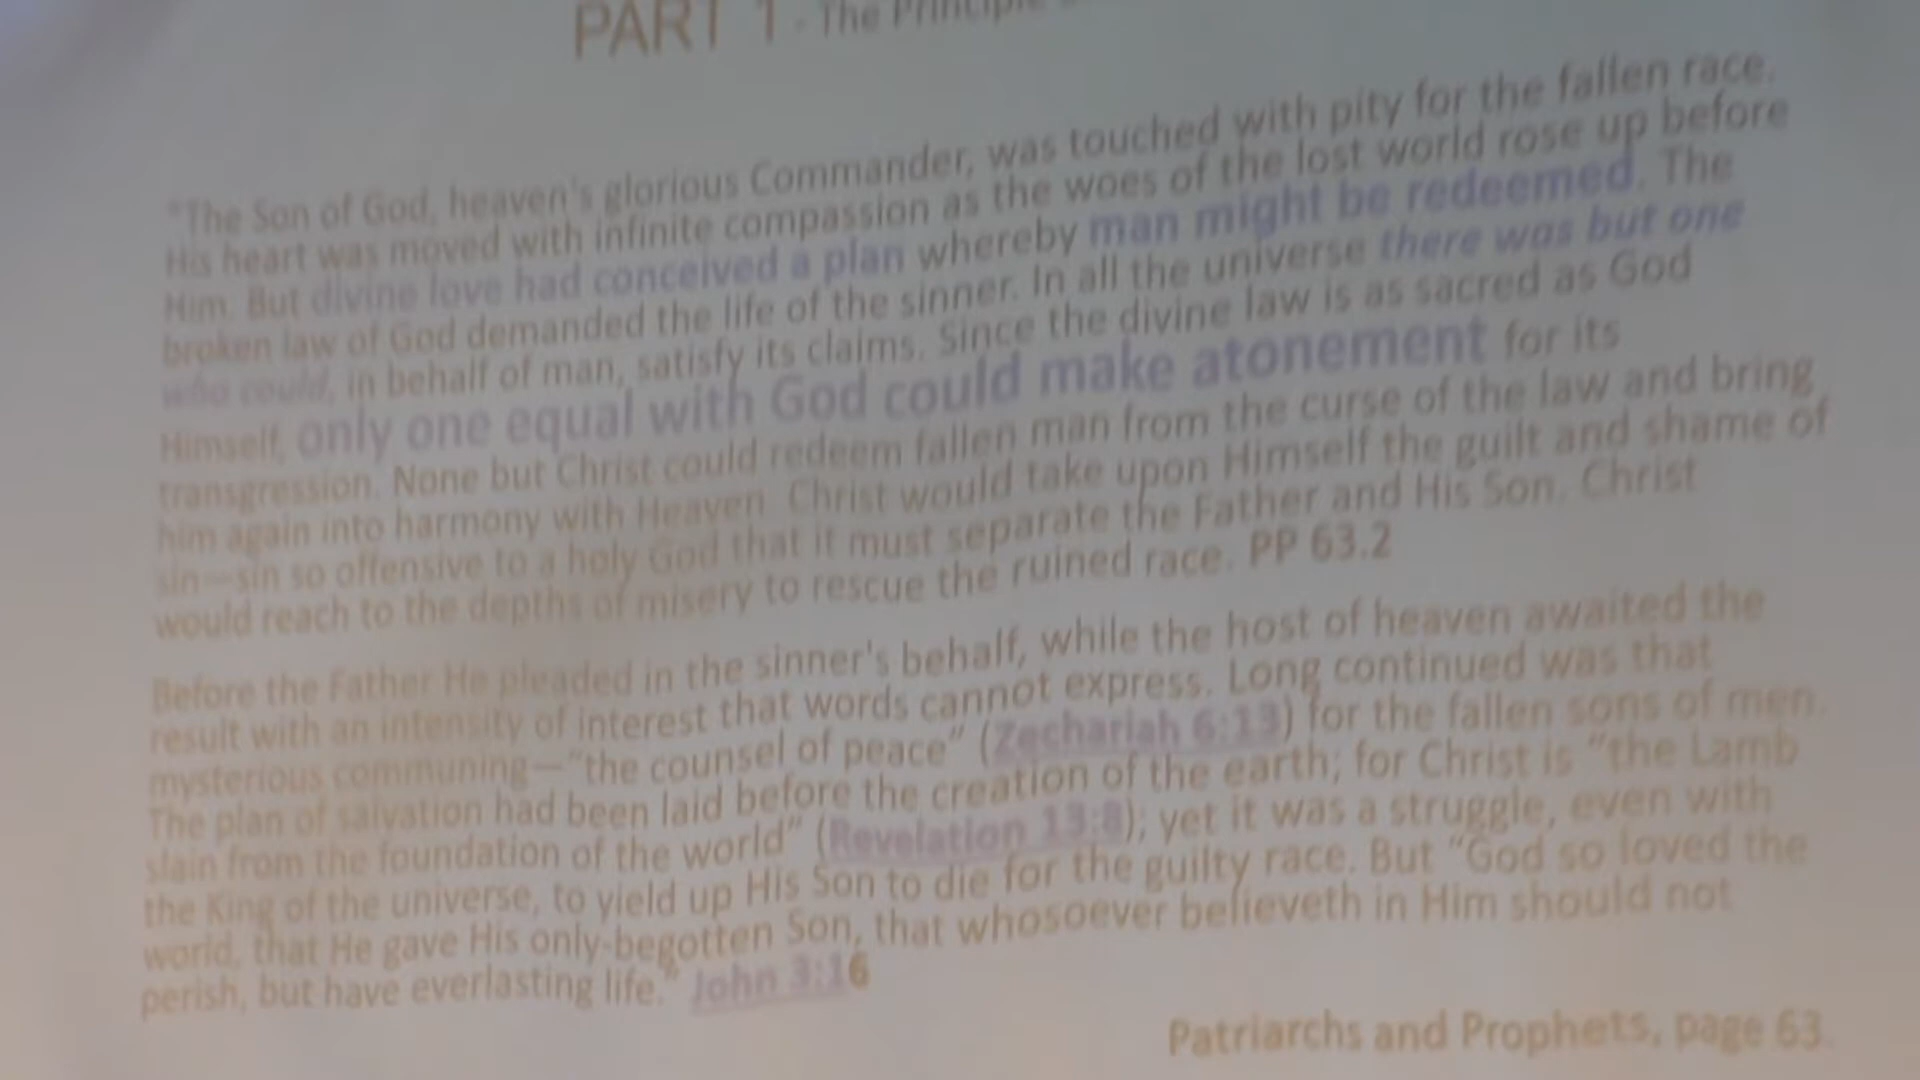 PART 1 - The Principle
"The Son of God, heaven's glorious Commander, was touched with pity for the fallen race.
His heart was moved with infinite compassion as the woes of the lost world rose up before
Him. But divine love had conceived a plan whereby man might be redeemed. The
broken law of God demanded the life of the sinner. In all the universe there was but one
who could, in behalf of man, satisfy its claims. Since the divine law is as sacred as God
Himself, only one equal with God could make atonement for its
transgression. None but Christ could redeem fallen man from the curse of the law and bring
him again into harmony with Heaven. Christ would take upon Himself the guilt and shame of
sin—sin so offensive to a holy God that it must separate the Father and His Son. Christ
would reach to the depths of misery to rescue the ruined race. PP 63.2
Before the Father He pleaded in the sinner's behalf, while the host of heaven awaited the
result with an intensity of interest that words cannot express. Long continued was that
mysterious communing—"the counsel of peace" (Zechariah 6:13) for the fallen sons of men.
The plan of salvation had been laid before the creation of the earth; for Christ is "the Lamb
slain from the foundation of the world" (Revelation 13:8); yet it was a struggle, even with
the King of the universe, to yield up His Son to die for the guilty race. But "God so loved the
world, that He gave His only-begotten Son, that whosoever believeth in Him should not
perish, but have everlasting life." John 3:16
Patriarchs and Prophets, page 63.